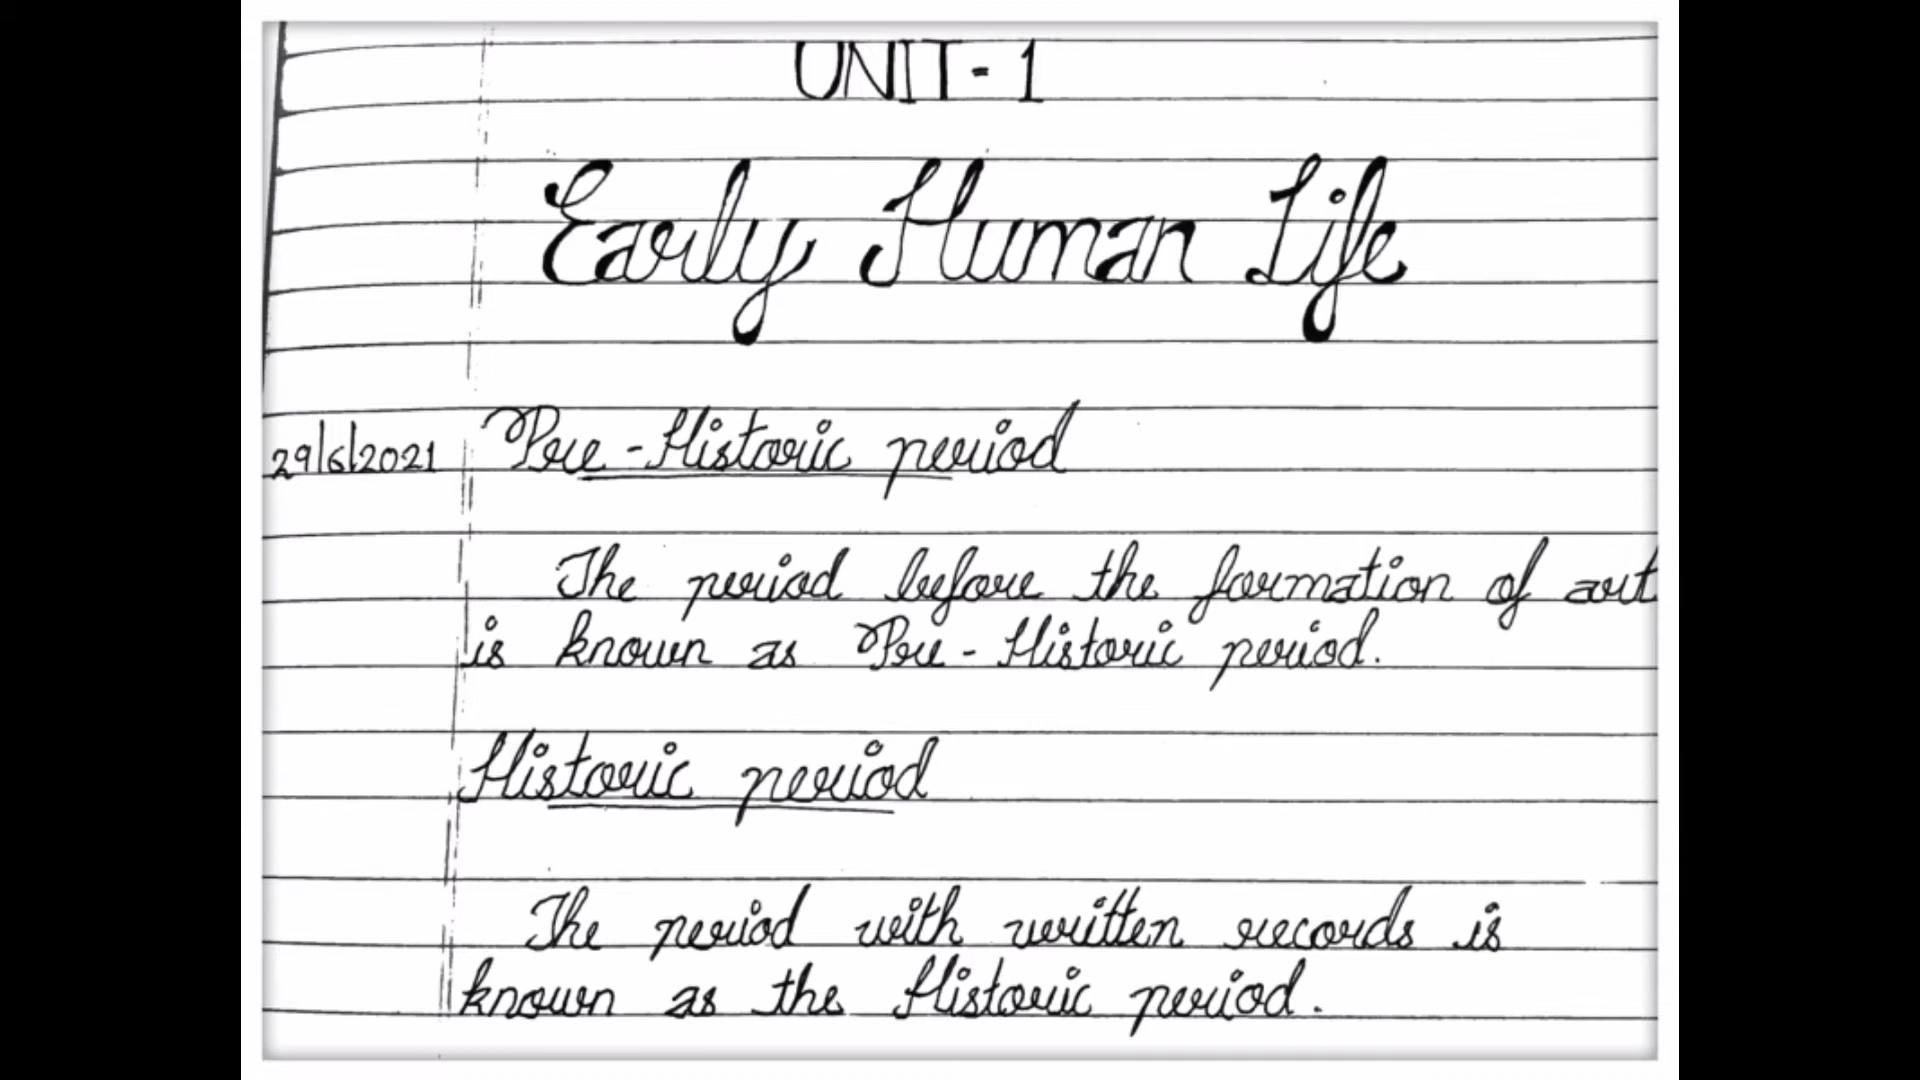 UNIT-1
Early Human Life
29/6/2021 Pre-Historic period
The period before the formation of art
is known as Pre-Historic period.
Historic period
The period with written records is
known as the Historic period.